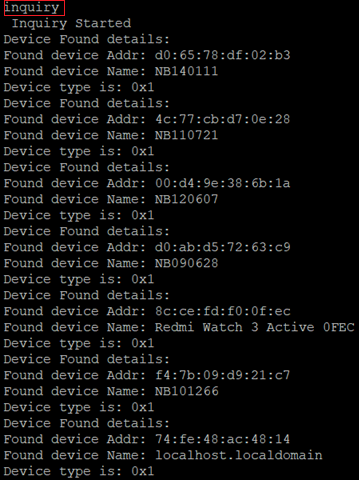 inquiry
Inquiry Started
Device Found details:
Found device Addr: d0:65:78:df:02:b3
Found device Name: NB140111
Device type is: 0x1
Device Found details:
Found device Addr: 4c:77:cb:d7:0e:28
Found device Name: NB110721
Device type is: 0x1
Device Found details:
Found device Addr: 00:d4:9e:38:6b:1a
Found device Name: NB120607
Device type is: 0x1
Device Found details:
Found device Addr: d0:ab:d5:72:63:c9
Found device Name: NB090628
Device type is: 0x1
Device Found details:
Found device Addr: 8c:ce:fd:f0:0f:ec
Found device Name: Redmi Watch 3 Active 0FEC
Device type is: 0x1
Device Found details:
Found device Addr: f4:7b:09:d9:21:c7
Found device Name: NB101266
Device type is: 0x1
Device Found details:
Found device Addr: 74:fe:48:ac:48:14
Found device Name: localhost.localdomain
Device type is: 0x1